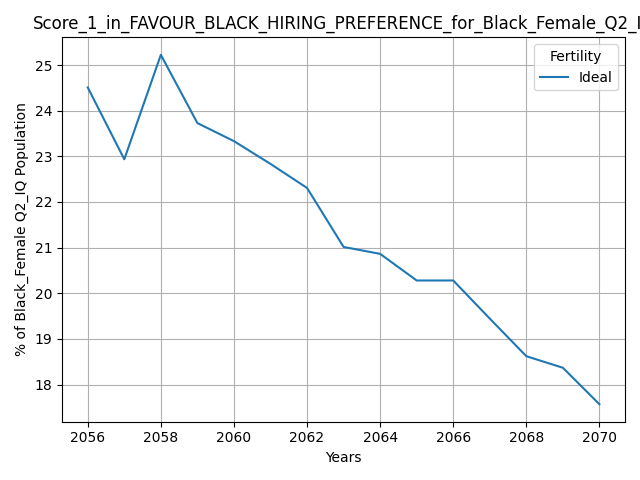 Score_1_in_FAVOUR_BLACK_HIRING_PREFERENCE_for_Black_Female_Q2_I
Fertility
Ideal
% of Black_Female Q2_IQ Population
25
24
23
22
21
20
19
18
2056 2058 2060 2062 2064 2066 2068 2070
Years